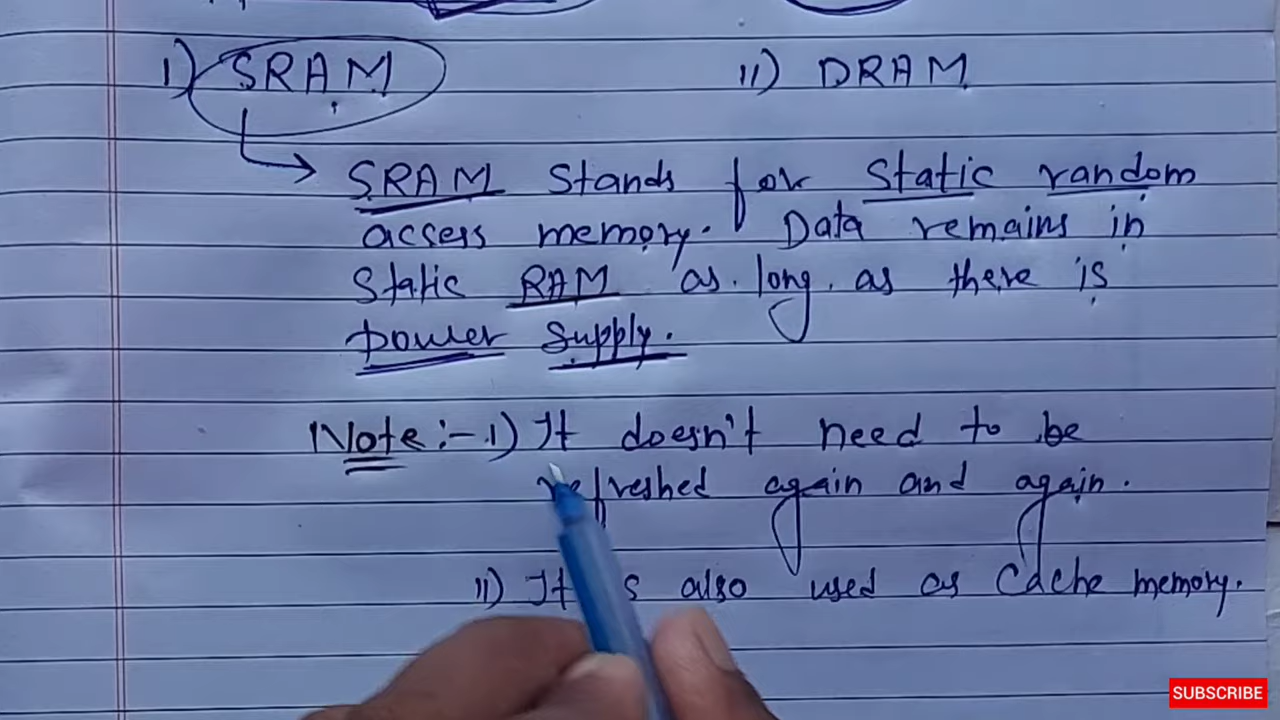 I) SRAM II) DRAM
SRAM stands for Static random
access memory. Data remains in
Static RAM as long as there is
power supply.
Note:- I) It doesn't need to be
refreshed again and again.
II) It is also used as Cache memory.
SUBSCRIBE